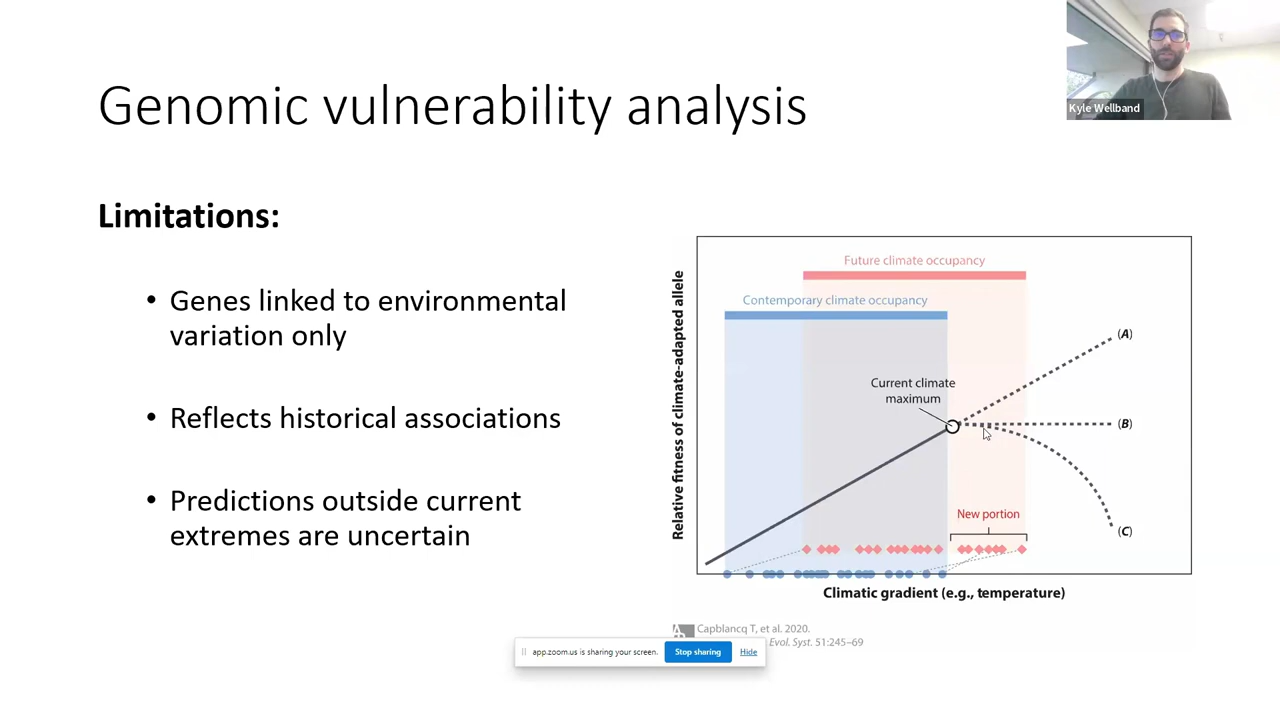 Genomic vulnerability analysis
Kyle Wellband
Limitations:
• Genes linked to environmental
variation only
• Reflects historical associations
• Predictions outside current
extremes are uncertain
Relative fitness of climate-adapted allele
Future climate occupancy
Contemporary climate occupancy
Current climate
maximum
(A)
(B)
(C)
New portion
Climatic gradient (e.g., temperature)
Capblancq T, et al. 2020.
Evol. Syst. 51:245–69
app.zoom.us is sharing your screen.
Stop sharing
Hide